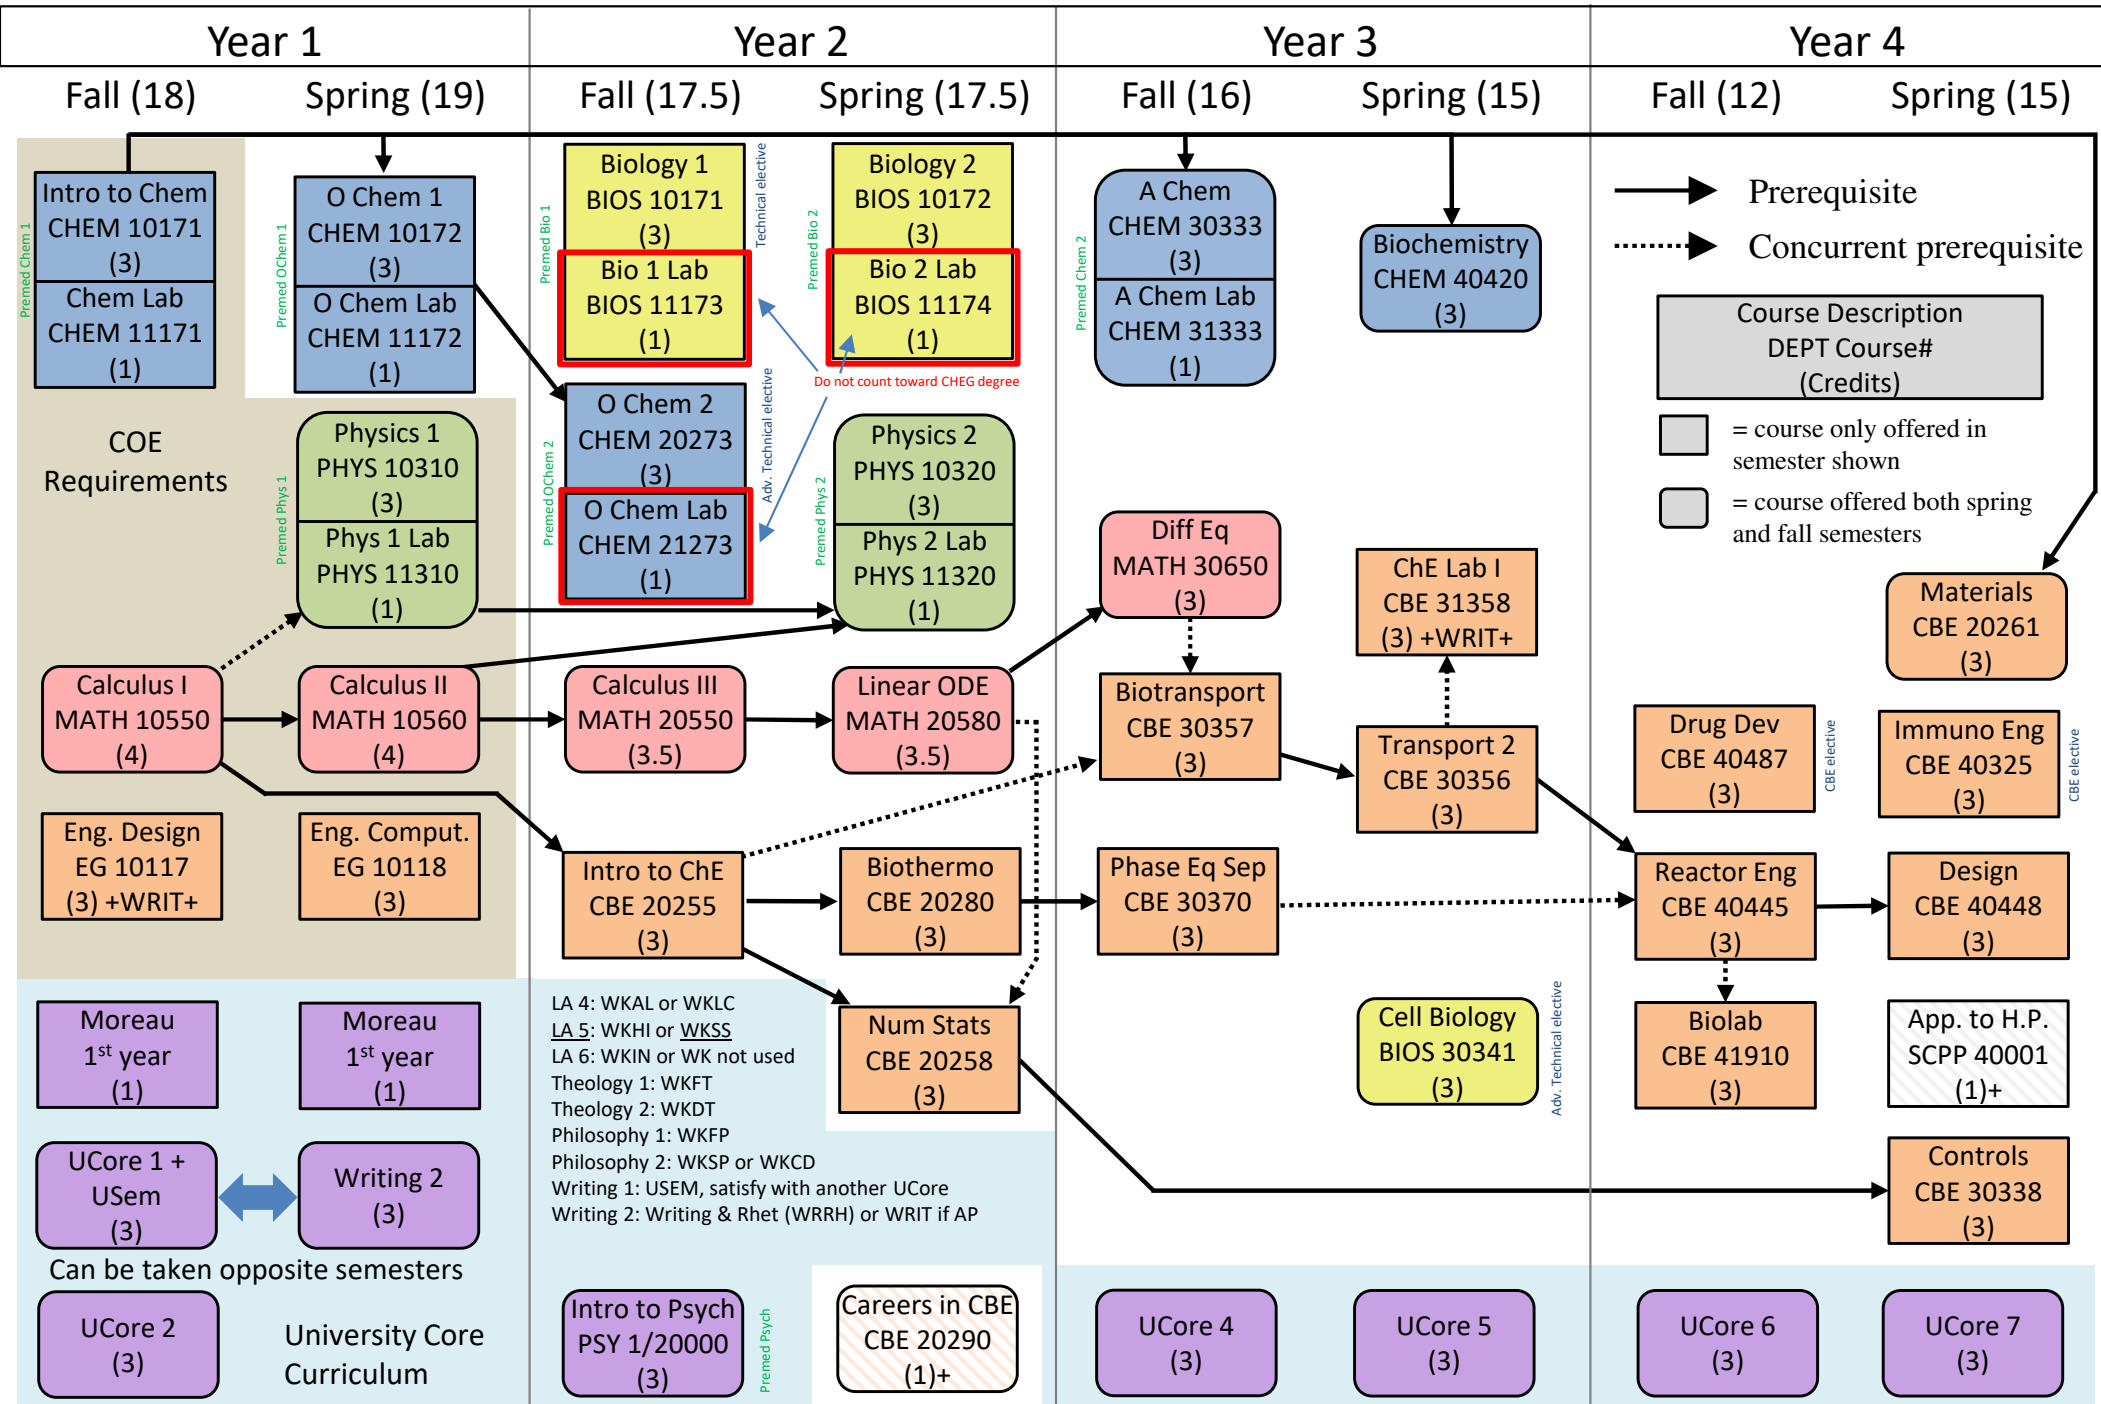 Year 1
Year 2
Year 3
Year 4
Fall (18)
Spring (19)
Fall (17.5)
Spring (17.5)
Fall (16)
Spring (15)
Fall (12)
Spring (15)
Premed Chem 1
Intro to Chem
CHEM 10171
(3)
Chem Lab
CHEM 11171
(1)
Premed OChem 1
O Chem 1
CHEM 10172
(3)
O Chem Lab
CHEM 11172
(1)
Premed Bio 1
Biology 1
BIOS 10171
(3)
Bio 1 Lab
BIOS 11173
(1)
Technical elective
Premed Bio 2
Biology 2
BIOS 10172
(3)
Bio 2 Lab
BIOS 11174
(1)
Do not count toward CHEG degree
Premed Chem 2
A Chem
CHEM 30333
(3)
A Chem Lab
CHEM 31333
(1)
Biochemistry
CHEM 40420
(3)
Prerequisite
Concurrent prerequisite
Course Description
DEPT Course#
(Credits)
= course only offered in
semester shown
= course offered both spring
and fall semesters
COE
Requirements
Premed Phys 1
Physics 1
PHYS 10310
(3)
Phys 1 Lab
PHYS 11310
(1)
Premed OChem 2
O Chem 2
CHEM 20273
(3)
O Chem Lab
CHEM 21273
(1)
Adv. Technical elective
Premed Phys 2
Physics 2
PHYS 10320
(3)
Phys 2 Lab
PHYS 11320
(1)
Diff Eq
MATH 30650
(3)
ChE Lab I
CBE 31358
(3) +WRIT+
Materials
CBE 20261
(3)
Calculus I
MATH 10550
(4)
Calculus II
MATH 10560
(4)
Calculus III
MATH 20550
(3.5)
Linear ODE
MATH 20580
(3.5)
Biotransport
CBE 30357
(3)
Transport 2
CBE 30356
(3)
Drug Dev
CBE 40487
(3)
CBE elective
Immuno Eng
CBE 40325
(3)
CBE elective
Eng. Design
EG 10117
(3) +WRIT+
Eng. Comput.
EG 10118
(3)
Intro to ChE
CBE 20255
(3)
Biothermo
CBE 20280
(3)
Phase Eq Sep
CBE 30370
(3)
Reactor Eng
CBE 40445
(3)
Design
CBE 40448
(3)
Moreau
1st year
(1)
Moreau
1st year
(1)
LA 4: WKAL or WKLC
LA 5: WKHI or WKSS
LA 6: WKIN or WK not used
Theology 1: WKFT
Theology 2: WKDT
Philosophy 1: WKFP
Philosophy 2: WKSP or WKCD
Writing 1: USEM, satisfy with another UCore
Writing 2: Writing & Rhet (WRRH) or WRIT if AP
Num Stats
CBE 20258
(3)
Cell Biology
BIOS 30341
(3)
Adv. Technical elective
Biolab
CBE 41910
(3)
App. to H.P.
SCPP 40001
(1)+
UCore 1 +
USem
(3)
Writing 2
(3)
Controls
CBE 30338
(3)
Can be taken opposite semesters
UCore 2
(3)
University Core
Curriculum
Intro to Psych
PSY 1/20000
(3)
Premed Psych
Careers in CBE
CBE 20290
(1)+
UCore 4
(3)
UCore 5
(3)
UCore 6
(3)
UCore 7
(3)